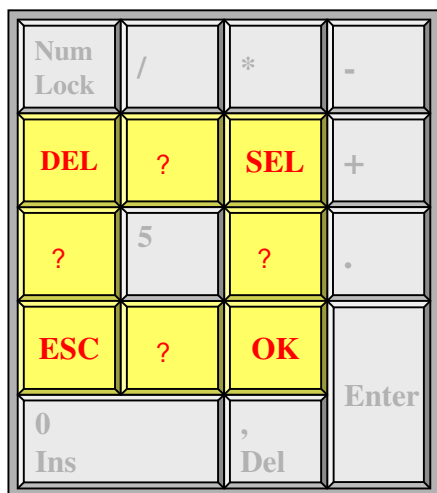 Num
Lock
/
*
-
DEL
?
SEL
+
?
5
?
.
ESC
?
OK
Enter
0
Ins
,
Del